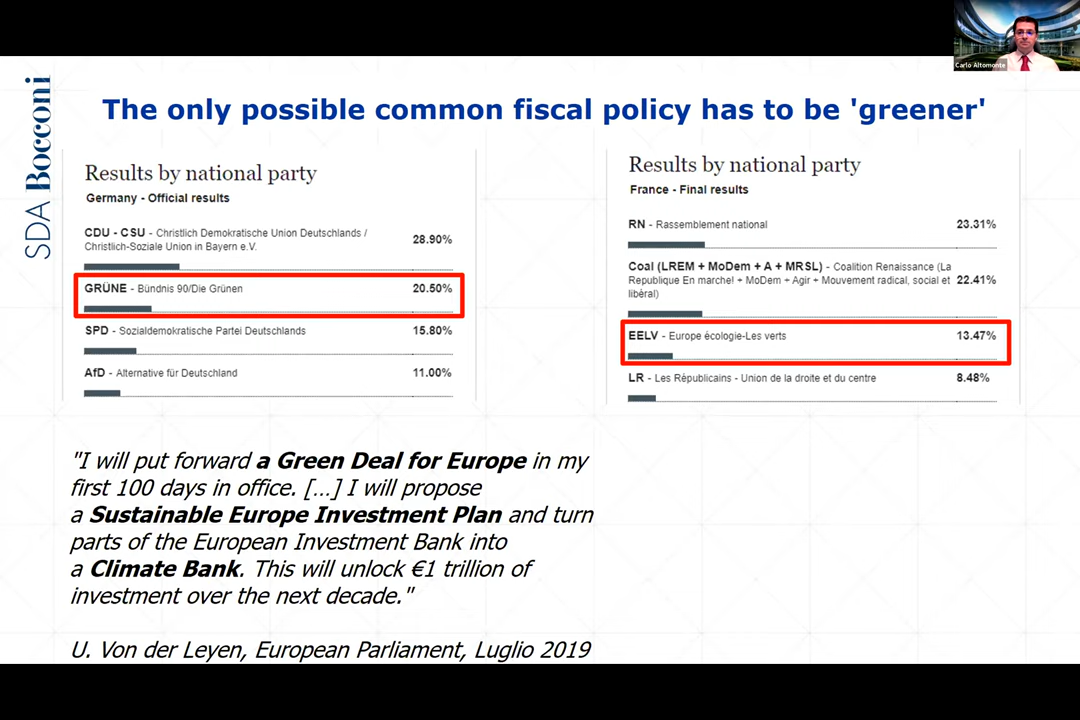 Carlo Altomonte
SDA Bocconi
The only possible common fiscal policy has to be 'greener'
Results by national party
Germany - Official results
CDU - CSU - Christlich Demokratische Union Deutschlands /
Christlich-Soziale Union in Bayern e.V.
28.90%
GRÜNE - Bündnis 90/Die Grünen 20.50%
SPD - Sozialdemokratische Partei Deutschlands 15.80%
AfD - Alternative für Deutschland 11.00%
Results by national party
France - Final results
RN - Rassemblement national 23.31%
Coal (LREM + MoDem + A + MRSL) - Coalition Renaissance (La
Republique En marche! + MoDem + Agir + Mouvement radical, social et
libéral)
22.41%
EELV - Europe écologie-Les verts 13.47%
LR - Les Républicains - Union de la droite et du centre 8.48%
"I will put forward a Green Deal for Europe in my
first 100 days in office. […] I will propose
a Sustainable Europe Investment Plan and turn
parts of the European Investment Bank into
a Climate Bank. This will unlock €1 trillion of
investment over the next decade."
U. Von der Leyen, European Parliament, Luglio 2019